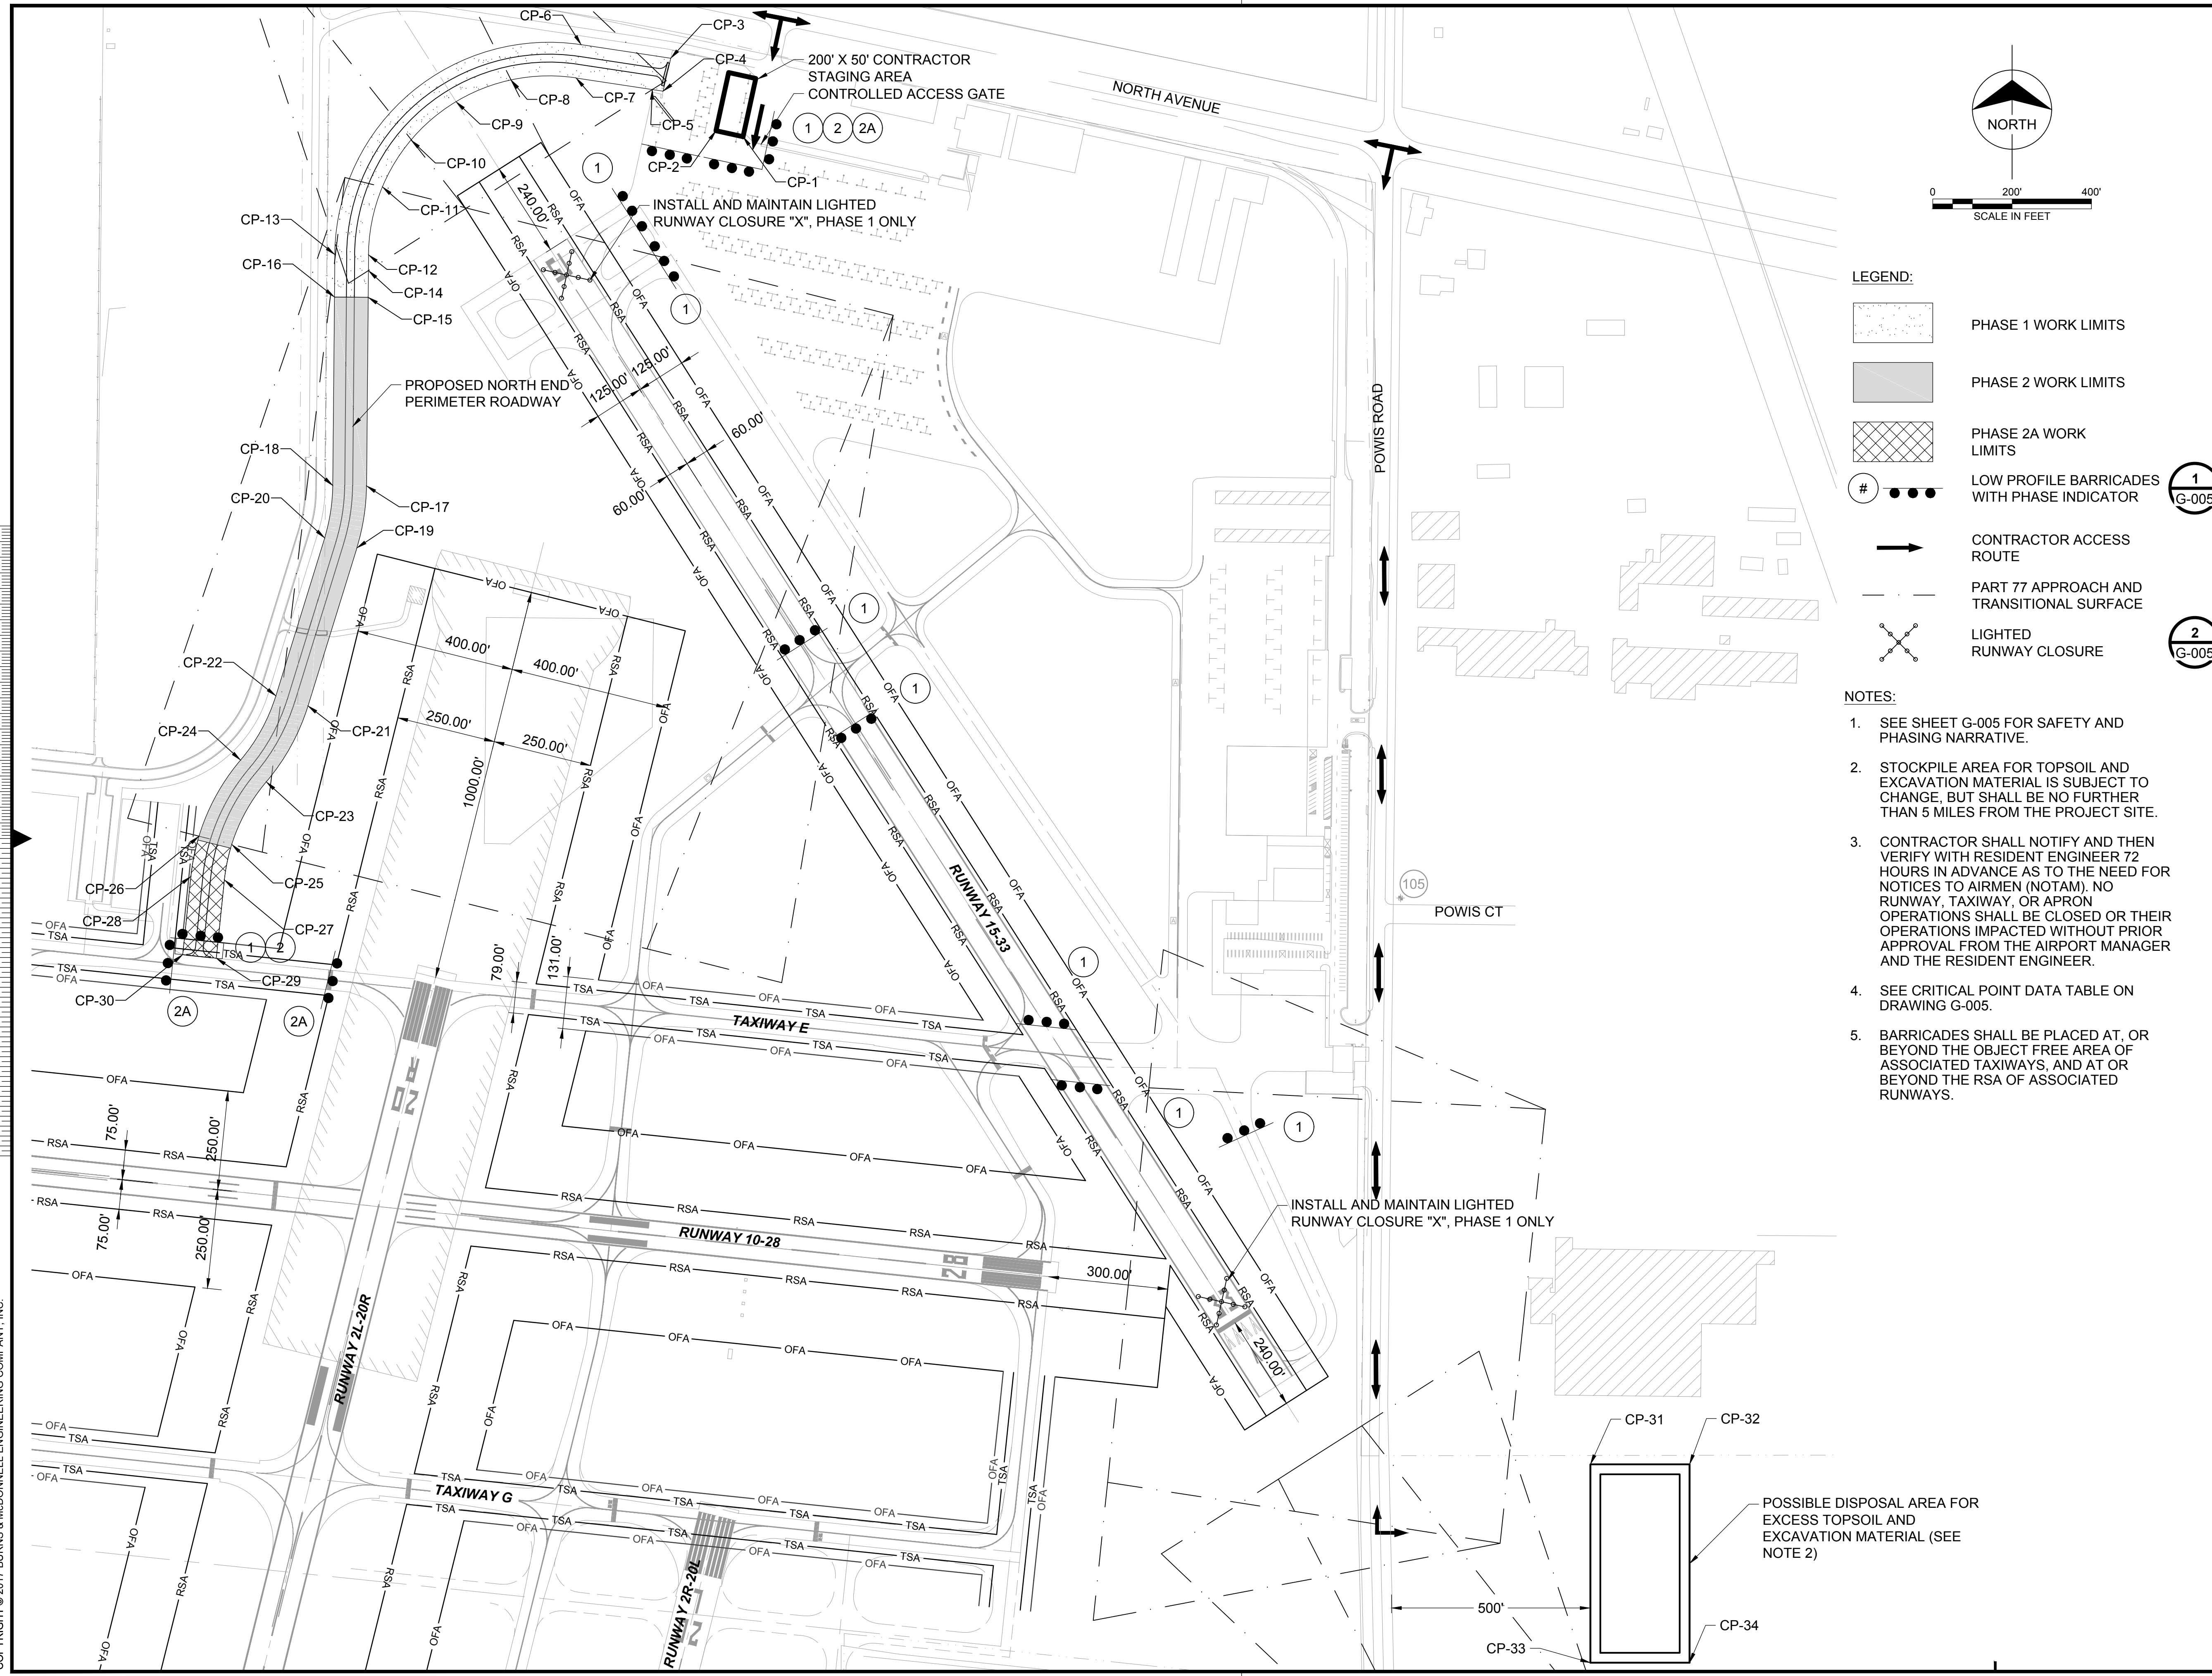 CP-6
CP-3
CP-4
200' X 50' CONTRACTOR
STAGING AREA
CONTROLLED ACCESS GATE
CP-8
CP-7
CP-9
CP-5
1
2
2A
NORTH AVENUE
CP-10
CP-2
CP-1
1
240.00'
INSTALL AND MAINTAIN LIGHTED
RUNWAY CLOSURE "X", PHASE 1 ONLY
CP-11
CP-13
CP-16
CP-12
CP-14
CP-15
1
PROPOSED NORTH END
PERIMETER ROADWAY
125.00'
125.00'
60.00'
60.00'
POWIS ROAD
CP-18
CP-20
CP-17
CP-19
1
1
CP-22
CP-24
CP-21
CP-23
400.00'
400.00'
250.00'
250.00'
1000.00'
CP-26
CP-25
CP-28
CP-27
1
2
CP-29
CP-30
2A
2A
79.00'
131.00'
TAXIWAY E
RUNWAY 15-33
105
POWIS CT
1
1
1
OFA
RSA
TSA
75.00'
75.00'
250.00'
250.00'
20R
RUNWAY 10-28
28
300.00'
INSTALL AND MAINTAIN LIGHTED
RUNWAY CLOSURE "X", PHASE 1 ONLY
240.00'
RUNWAY 2L-20R
TAXIWAY G
RUNWAY 2R-20L
CP-31
CP-32
POSSIBLE DISPOSAL AREA FOR
EXCESS TOPSOIL AND
EXCAVATION MATERIAL (SEE
NOTE 2)
500'
CP-33
CP-34
NORTH
0
200'
400'
SCALE IN FEET
LEGEND:
PHASE 1 WORK LIMITS
PHASE 2 WORK LIMITS
PHASE 2A WORK
LIMITS
#
LOW PROFILE BARRICADES
WITH PHASE INDICATOR
1
G-005
CONTRACTOR ACCESS
ROUTE
PART 77 APPROACH AND
TRANSITIONAL SURFACE
LIGHTED
RUNWAY CLOSURE
2
G-005
NOTES:
1. SEE SHEET G-005 FOR SAFETY AND
PHASING NARRATIVE.
2. STOCKPILE AREA FOR TOPSOIL AND
EXCAVATION MATERIAL IS SUBJECT TO
CHANGE, BUT SHALL BE NO FURTHER
THAN 5 MILES FROM THE PROJECT SITE.
3. CONTRACTOR SHALL NOTIFY AND THEN
VERIFY WITH RESIDENT ENGINEER 72
HOURS IN ADVANCE AS TO THE NEED FOR
NOTICES TO AIRMEN (NOTAM). NO
RUNWAY, TAXIWAY, OR APRON
OPERATIONS SHALL BE CLOSED OR THEIR
OPERATIONS IMPACTED WITHOUT PRIOR
APPROVAL FROM THE AIRPORT MANAGER
AND THE RESIDENT ENGINEER.
4. SEE CRITICAL POINT DATA TABLE ON
DRAWING G-005.
5. BARRICADES SHALL BE PLACED AT, OR
BEYOND THE OBJECT FREE AREA OF
ASSOCIATED TAXIWAYS, AND AT OR
BEYOND THE RSA OF ASSOCIATED
RUNWAYS.